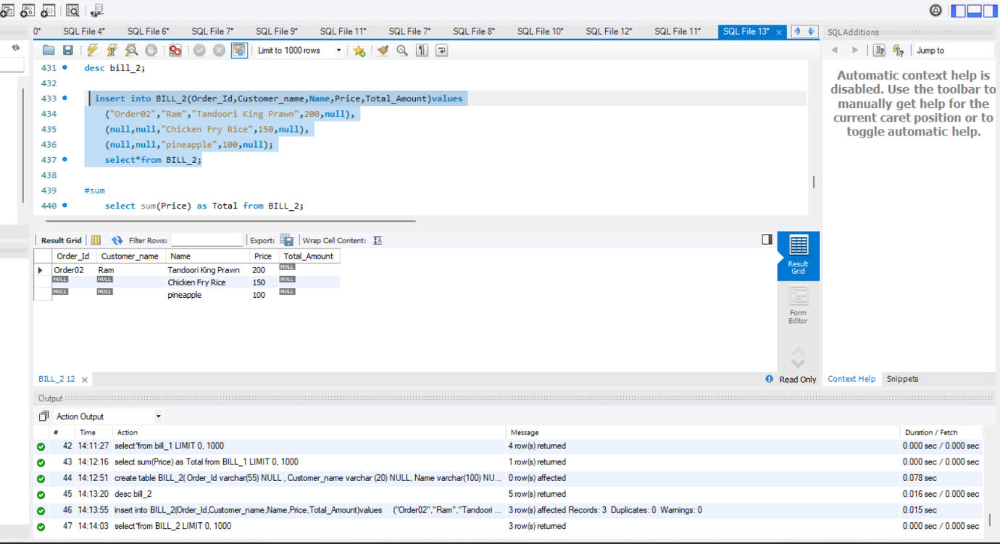 0* SQL File 4* SQL File 6* SQL File 7* SQL File 9* SQL File 11* SQL File 7* SQL File 8* SQL File 10* SQL File 12* SQL File 11* SQL File 13* SQLAdditions
Limit to 1000 rows Jump to
431 desc bill_2;
432
433 insert into BILL_2(Order_Id,Customer_name,Name,Price,Total_Amount)values
434 ("Order02","Ram","Tandoori King Prawn",200,null),
435 (null,null,"Chicken Fry Rice",150,null),
436 (null,null,"pineapple",100,null);
437 select*from BILL_2;
438
439 #sum
440 select sum(Price) as Total from BILL_2;
Automatic context help is
disabled. Use the toolbar to
manually get help for the
current caret position or to
toggle automatic help.
Result Grid Filter Rows: Export: Wrap Cell Content:
Order_Id Customer_name Name Price Total_Amount
Order02 Ram Tandoori King Prawn 200 NULL
NULL NULL Chicken Fry Rice 150 NULL
NULL NULL pineapple 100 NULL
Result
Grid
Form
Editor
BILL_2 12 Read Only Context Help Snippets
Output
Action Output
# Time Action Message Duration / Fetch
42 14:11:27 select*from bill_1 LIMIT 0, 1000 4 row(s) returned 0.000 sec / 0.000 sec
43 14:12:16 select sum(Price) as Total from BILL_1 LIMIT 0, 1000 1 row(s) returned 0.000 sec / 0.000 sec
44 14:12:51 create table BILL_2( Order_Id varchar(55) NULL , Customer_name varchar (20) NULL, Name varchar(100) NU... 0 row(s) affected 0.078 sec
45 14:13:20 desc bill_2 5 row(s) returned 0.016 sec / 0.000 sec
46 14:13:55 insert into BILL_2(Order_Id,Customer_name,Name,Price,Total_Amount)values ("Order02","Ram","Tandoori ... 3 row(s) affected Records: 3 Duplicates: 0 Warnings: 0 0.015 sec
47 14:14:03 select*from BILL_2 LIMIT 0, 1000 3 row(s) returned 0.000 sec / 0.000 sec